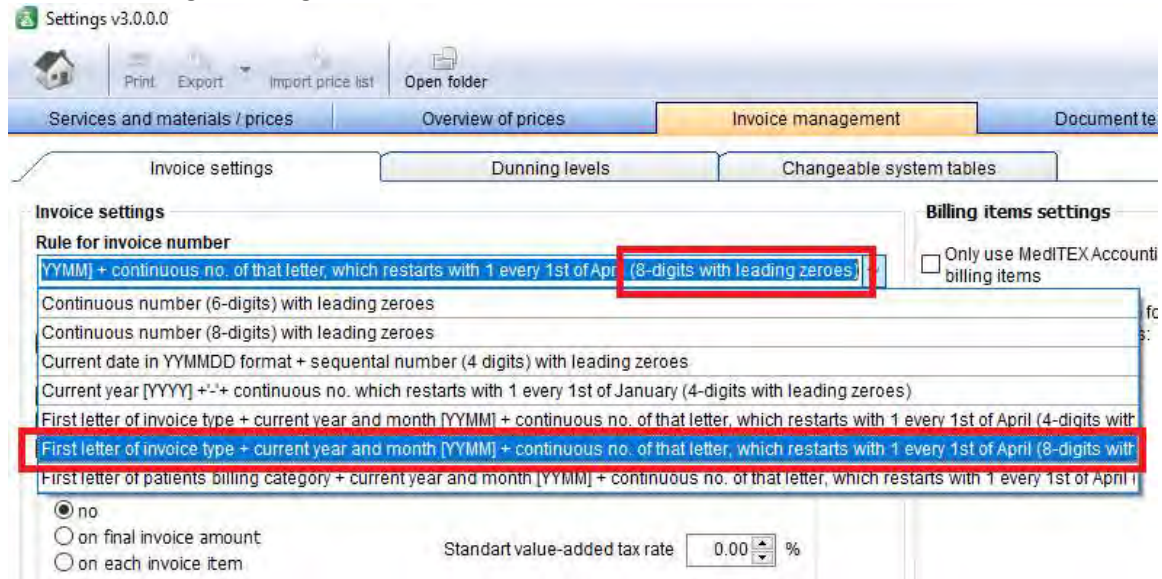 Settings v3.0.0.0
Print Export Import price list Open folder
Services and materials / prices Overview of prices Invoice management Document te
Invoice settings Dunning levels Changeable system tables
Invoice settings Billing items settings
Rule for invoice number
YYMM] + continuous no. of that letter, which restarts with 1 every 1st of April (8-digits with leading zeroes) Only use MedITEX Accounti
billing items
Continuous number (6-digits) with leading zeroes
Continuous number (8-digits) with leading zeroes
Current date in YYMMDD format + sequental number (4 digits) with leading zeroes
Current year [YYYY] +'-'+ continuous no. which restarts with 1 every 1st of January (4-digits with leading zeroes)
First letter of invoice type + current year and month [YYMM] + continuous no. of that letter, which restarts with 1 every 1st of April (4-digits with
First letter of invoice type + current year and month [YYMM] + continuous no. of that letter, which restarts with 1 every 1st of April (8-digits with
First letter of patients billing category + current year and month [YYMM] + continuous no. of that letter, which restarts with 1 every 1st of April
no
on final invoice amount
Standart value-added tax rate 0.00 %
on each invoice item